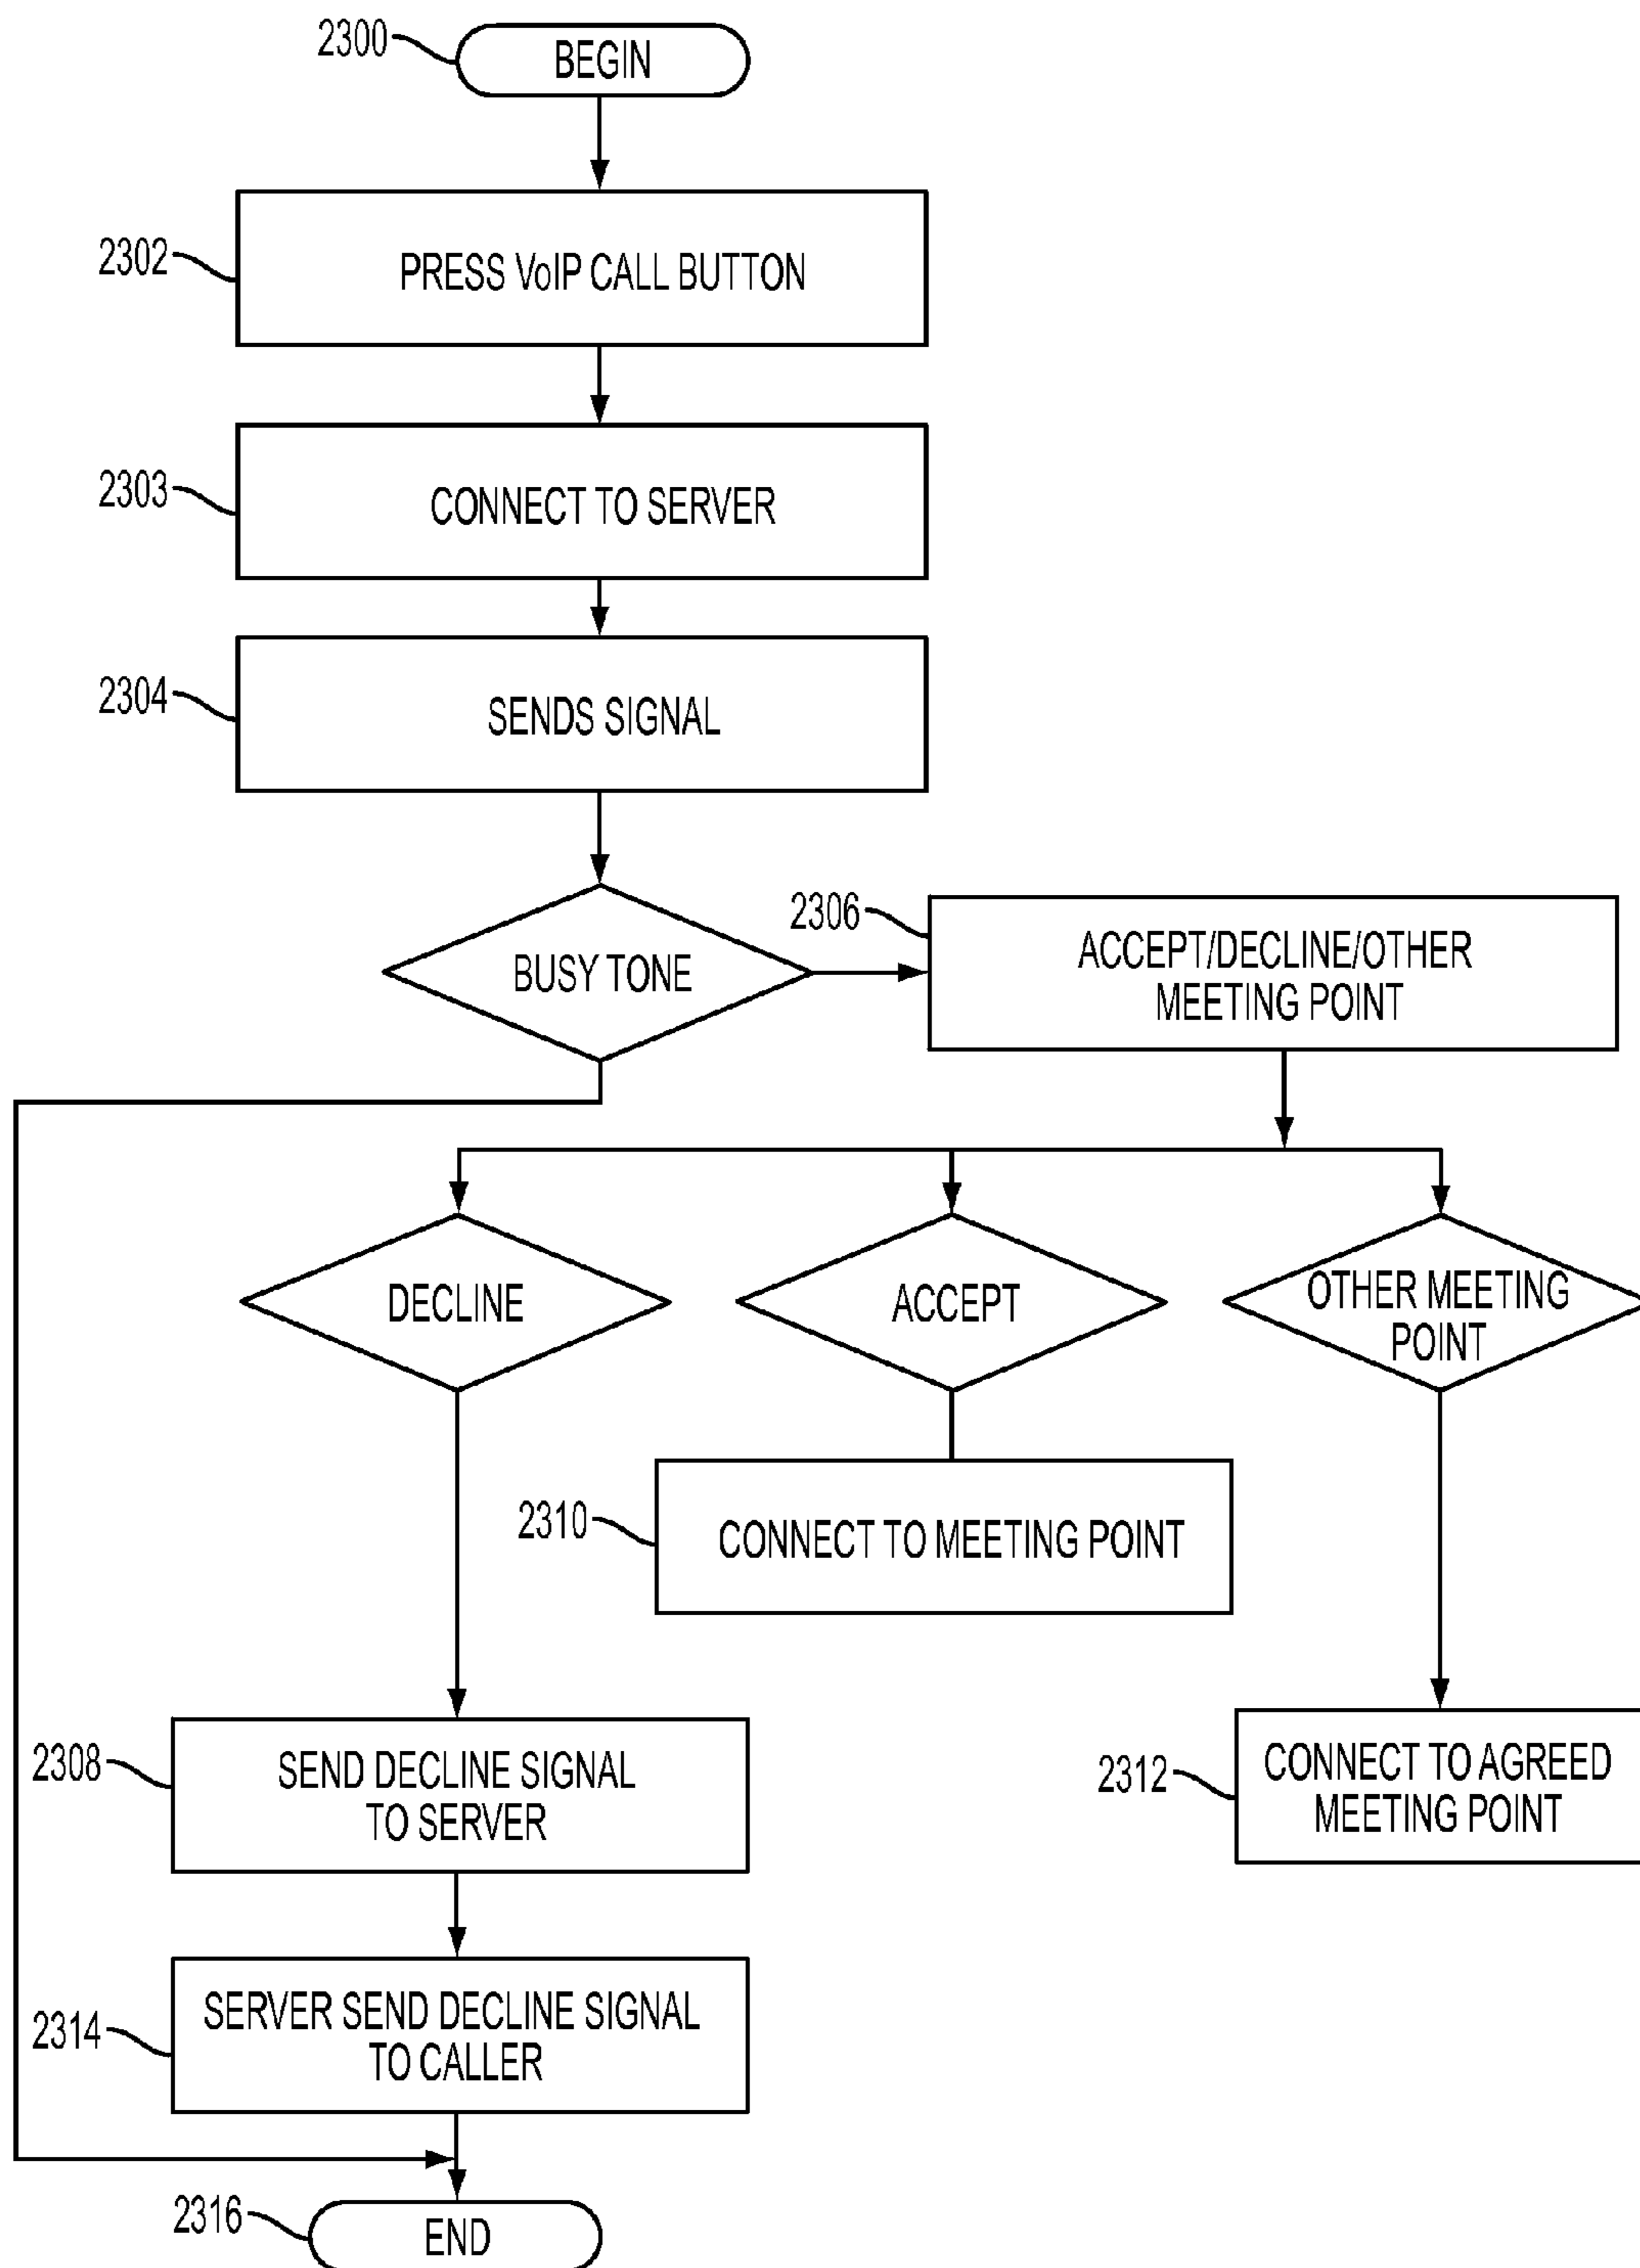 2300
BEGIN
2302
PRESS VoIP CALL BUTTON
2303
CONNECT TO SERVER
2304
SENDS SIGNAL
BUSY TONE
2306
ACCEPT/DECLINE/OTHER
MEETING POINT
DECLINE
ACCEPT
OTHER MEETING
POINT
2310
CONNECT TO MEETING POINT
2308
SEND DECLINE SIGNAL
TO SERVER
2312
CONNECT TO AGREED
MEETING POINT
2314
SERVER SEND DECLINE SIGNAL
TO CALLER
2316
END